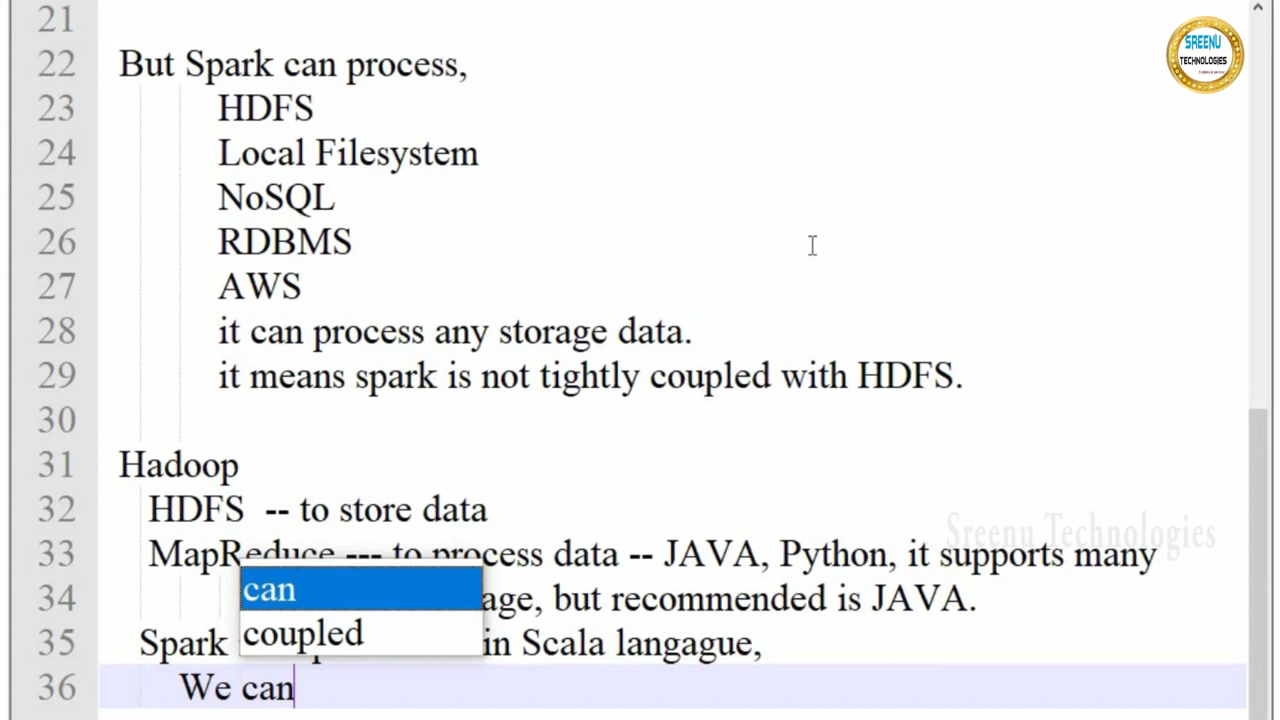 21
SREENU
TECHNOLOGIES
22 But Spark can process,
23 HDFS
24 Local Filesystem
25 NoSQL
26 RDBMS
27 AWS
28 it can process any storage data.
29 it means spark is not tightly coupled with HDFS.
30
31 Hadoop
32 HDFS -- to store data
Sreenu Technologies
33 MapReduce --- to process data -- JAVA, Python, it supports many
can
34 age, but recommended is JAVA.
coupled
35 Spark in Scala langague,
36 We can